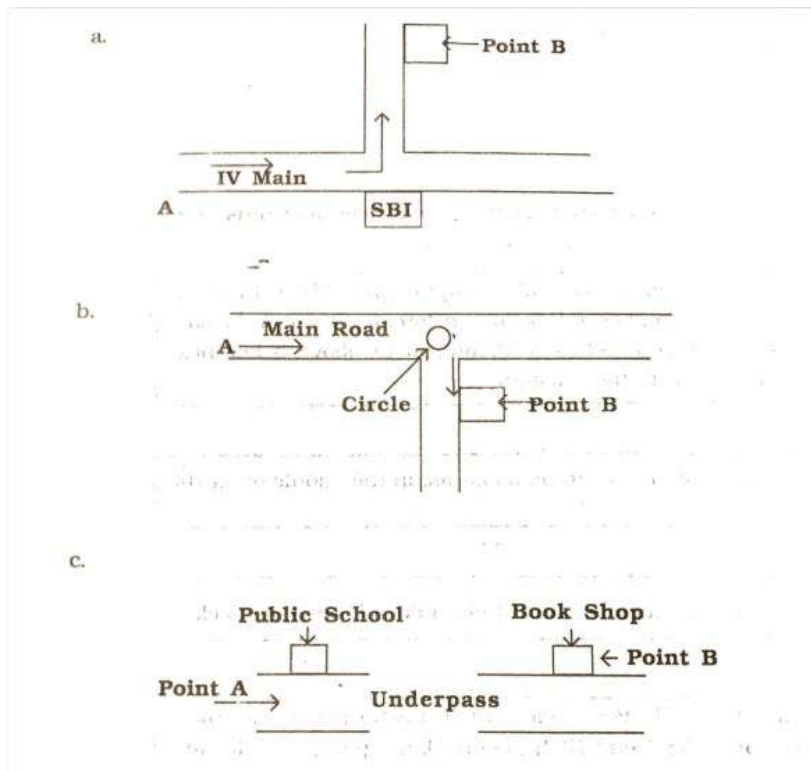 a.
Point B
IV Main
A
SBI
b.
Main Road
A
Circle
Point B
c.
Public School
Book Shop
Point B
Point A
Underpass